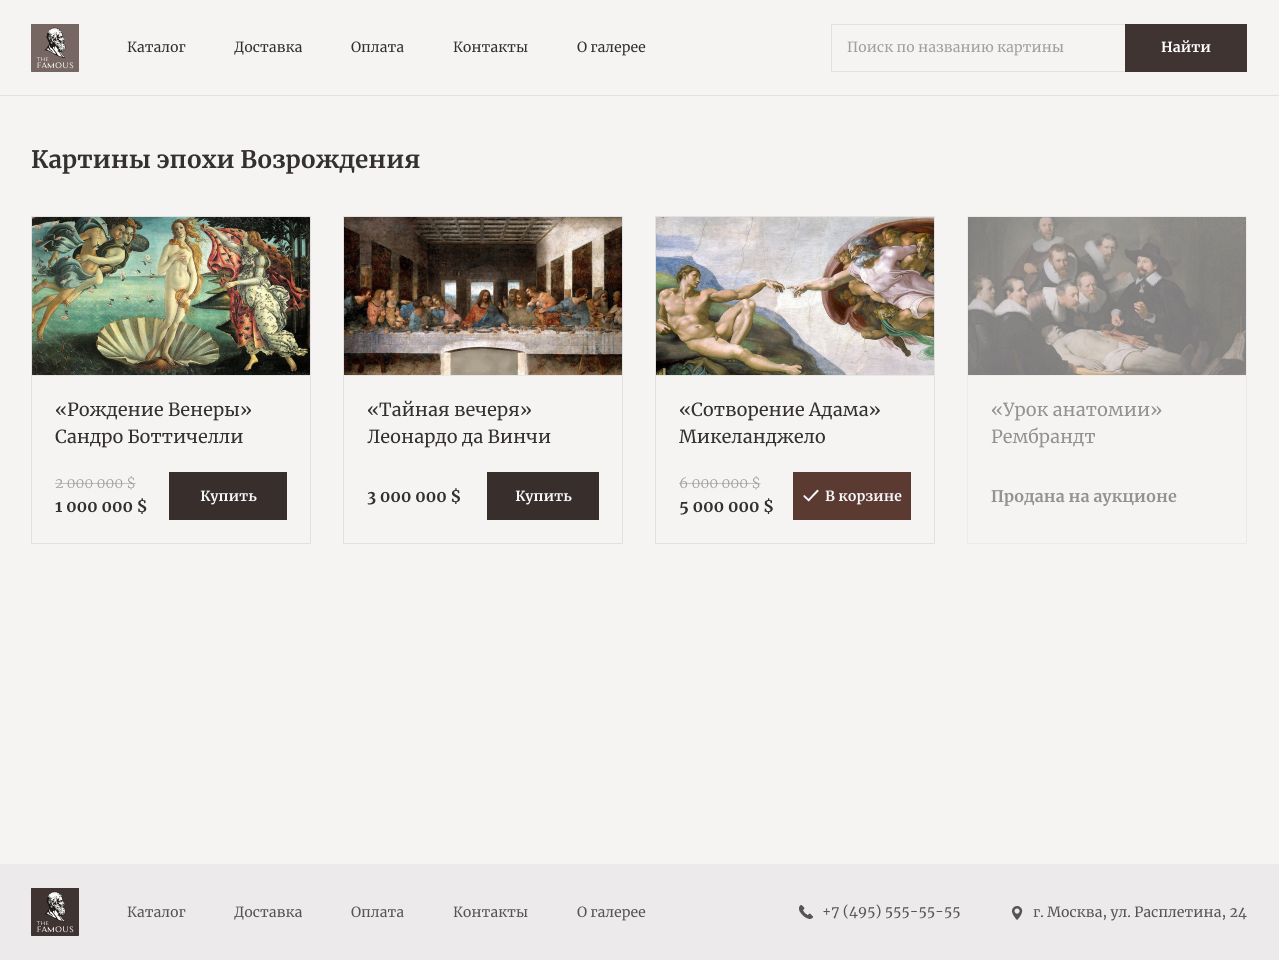 THE
FAMOUS
Каталог
Доставка
Оплата
Контакты
О галерее
Поиск по названию картины
Найти
Картины эпохи Возрождения
«Рождение Венеры»
Сандро Боттичелли
2 000 000 $
1 000 000 $
Купить
«Тайная вечеря»
Леонардо да Винчи
3 000 000 $
Купить
«Сотворение Адама»
Микеланджело
6 000 000 $
5 000 000 $
В корзине
«Урок анатомии»
Рембрандт
Продана на аукционе
THE
FAMOUS
Каталог
Доставка
Оплата
Контакты
О галерее
+7 (495) 555-55-55
г. Москва, ул. Расплетина, 24